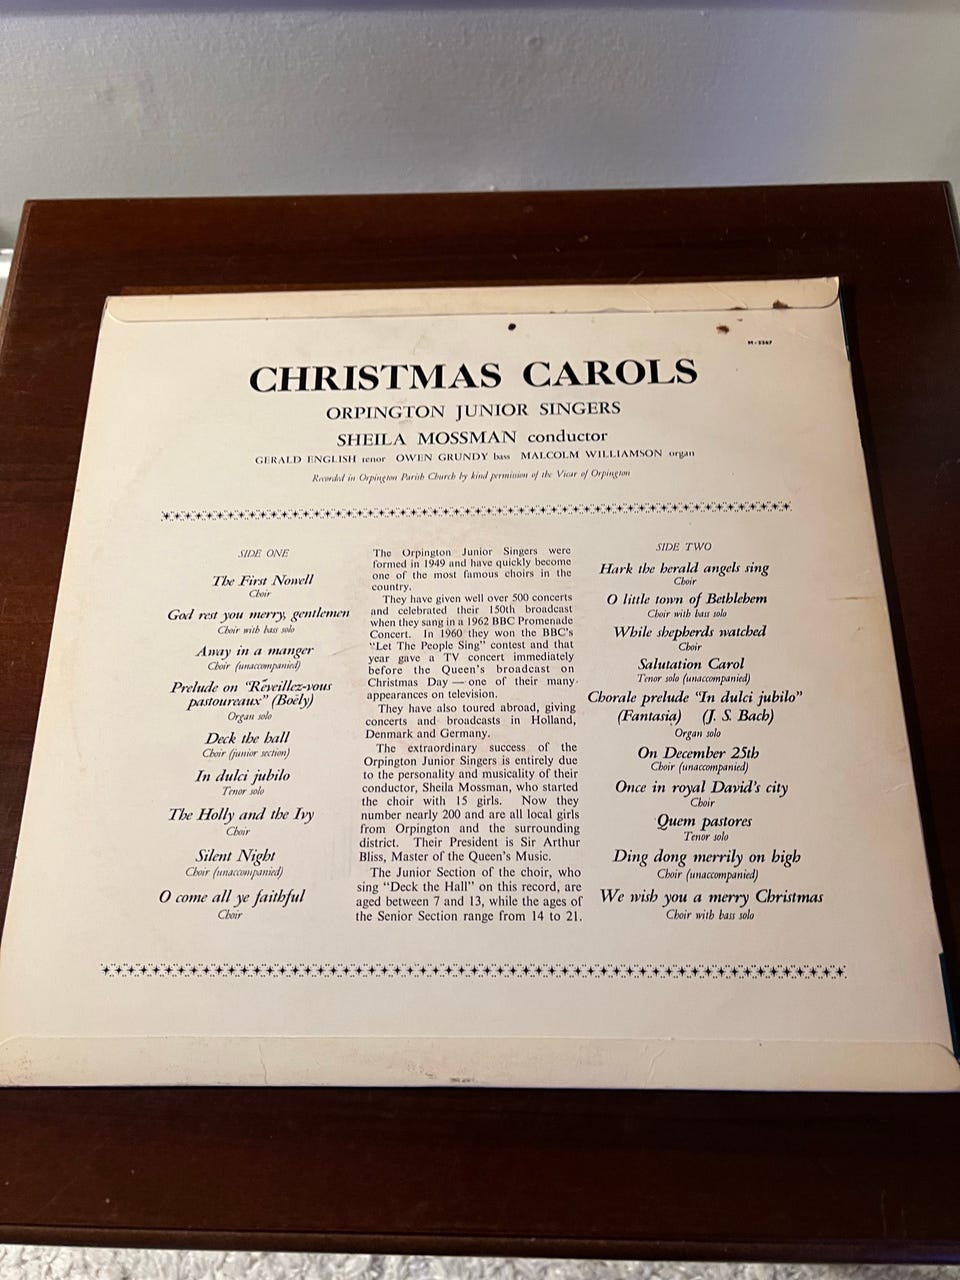 M-2267
CHRISTMAS CAROLS
ORPINGTON JUNIOR SINGERS
SHEILA MOSSMAN conductor
GERALD ENGLISH tenor OWEN GRUNDY bass MALCOLM WILLIAMSON organ
Recorded in Orpington Parish Church by kind permission of the Vicar of Orpington
SIDE ONE
The First Nowell
Choir
God rest you merry, gentlemen
Choir with bass solo
Away in a manger
Choir (unaccompanied)
Prelude on "Réveillez-vous
pastoureaux" (Boëly)
Organ solo
Deck the hall
Choir (junior section)
In dulci jubilo
Tenor solo
The Holly and the Ivy
Choir
Silent Night
Choir (unaccompanied)
O come all ye faithful
Choir
The Orpington Junior Singers were
formed in 1949 and have quickly become
one of the most famous choirs in the
country.
They have given well over 500 concerts
and celebrated their 150th broadcast
when they sang in a 1962 BBC Promenade
Concert. In 1960 they won the BBC's
"Let The People Sing" contest and that
year gave a TV concert immediately
before the Queen's broadcast on
Christmas Day — one of their many
appearances on television.
They have also toured abroad, giving
concerts and broadcasts in Holland,
Denmark and Germany.
The extraordinary success of the
Orpington Junior Singers is entirely due
to the personality and musicality of their
conductor, Sheila Mossman, who started
the choir with 15 girls. Now they
number nearly 200 and are all local girls
from Orpington and the surrounding
district. Their President is Sir Arthur
Bliss, Master of the Queen's Music.
The Junior Section of the choir, who
sing "Deck the Hall" on this record, are
aged between 7 and 13, while the ages of
the Senior Section range from 14 to 21.
SIDE TWO
Hark the herald angels sing
Choir
O little town of Bethlehem
Choir with bass solo
While shepherds watched
Choir
Salutation Carol
Tenor solo (unaccompanied)
Chorale prelude "In dulci jubilo"
(Fantasia) (J. S. Bach)
Organ solo
On December 25th
Choir (unaccompanied)
Once in royal David's city
Choir
Quem pastores
Tenor solo
Ding dong merrily on high
Choir (unaccompanied)
We wish you a merry Christmas
Choir with bass solo